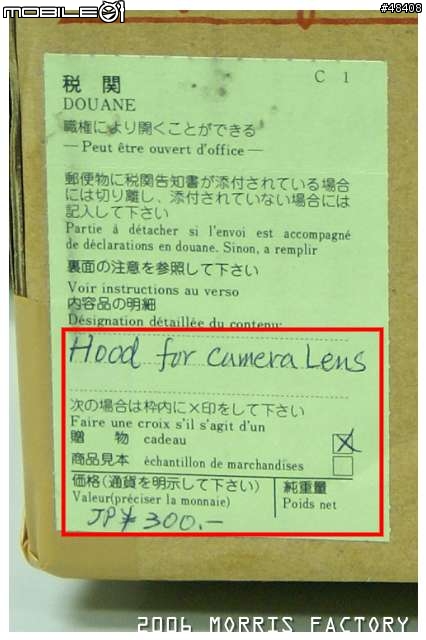 MOBILE01
#48408
税関 C 1
DOUANE
職権により開くことができる
— Peut être ouvert d'office —
郵便物に税関告知書が添付されている場合
には切り離し、添付されていない場合には
記入して下さい
Partie à détacher si l'envoi est accompagné
de déclarations en douane. Sinon, a remplir
裏面の注意を参照して下さい
Voir instructions au verso
内容品の明細
Désignation détaillée du contenu:
Hood for camera Lens
次の場合は枠内に×印をして下さい
Faire une croix s'il s'agit d'un
贈物 cadeau X
商品見本 échantillon de marchandises
価格(通貨を明示して下さい) 純重量
Valeur(préciser la monnaie) Poids net
JP¥300.-
2006 MORRIS FACTORY